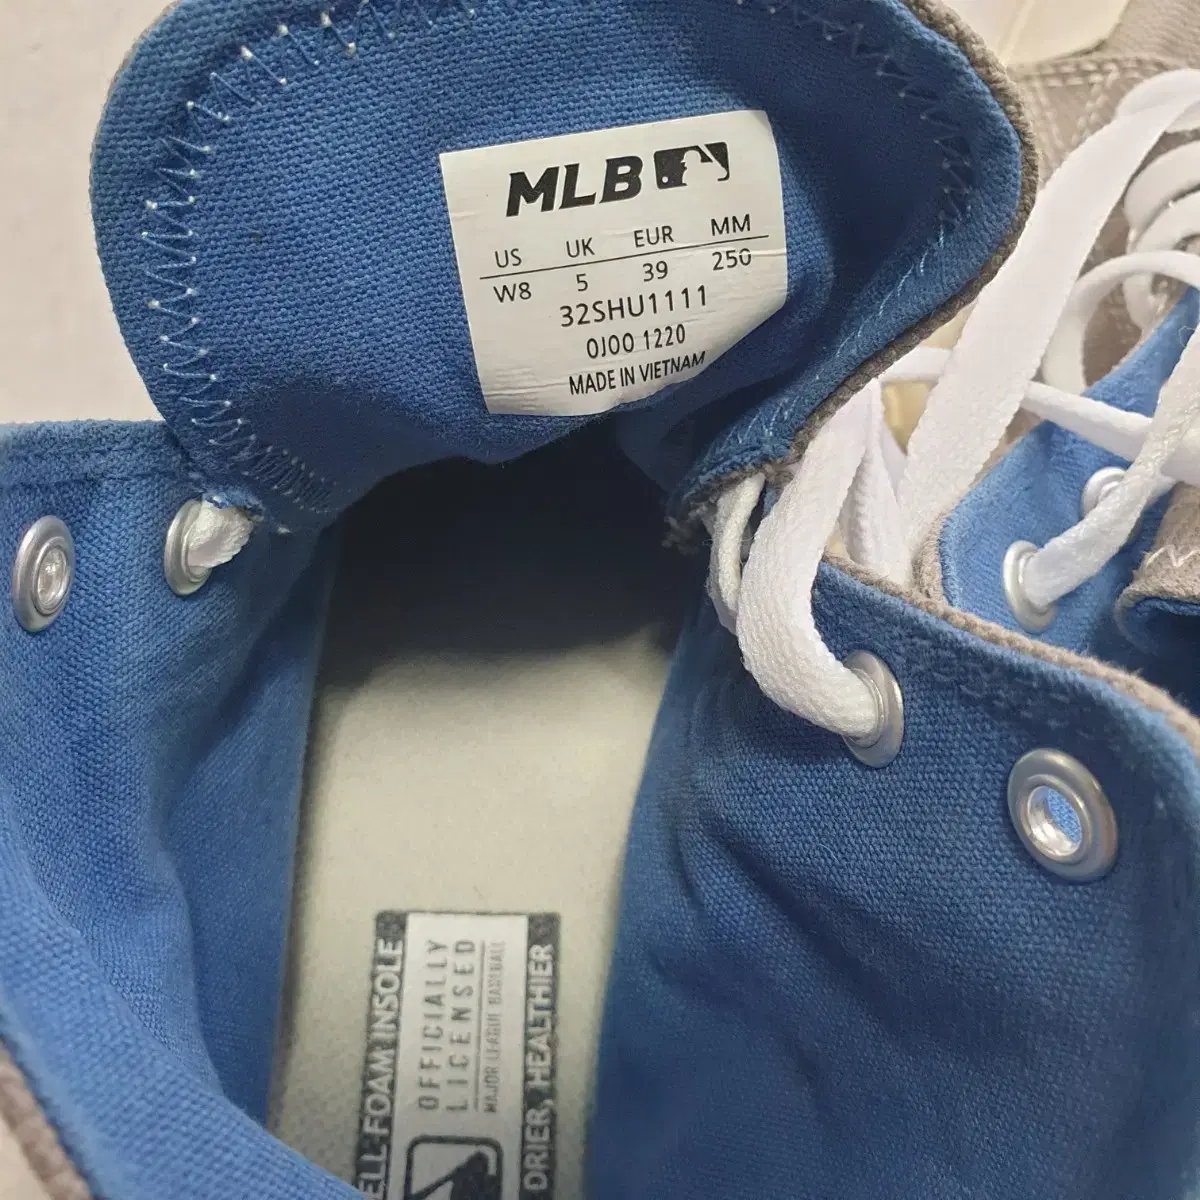 MLB
US UK EUR MM
W8 5 39 250
32SHU1111
0J00 1220
MADE IN VIETNAM
ELL FOAM INSOLE
OFFICIALLY
LICENSED
MAJOR LEAGUE BASEBALL
DRIER, HEALTHIER